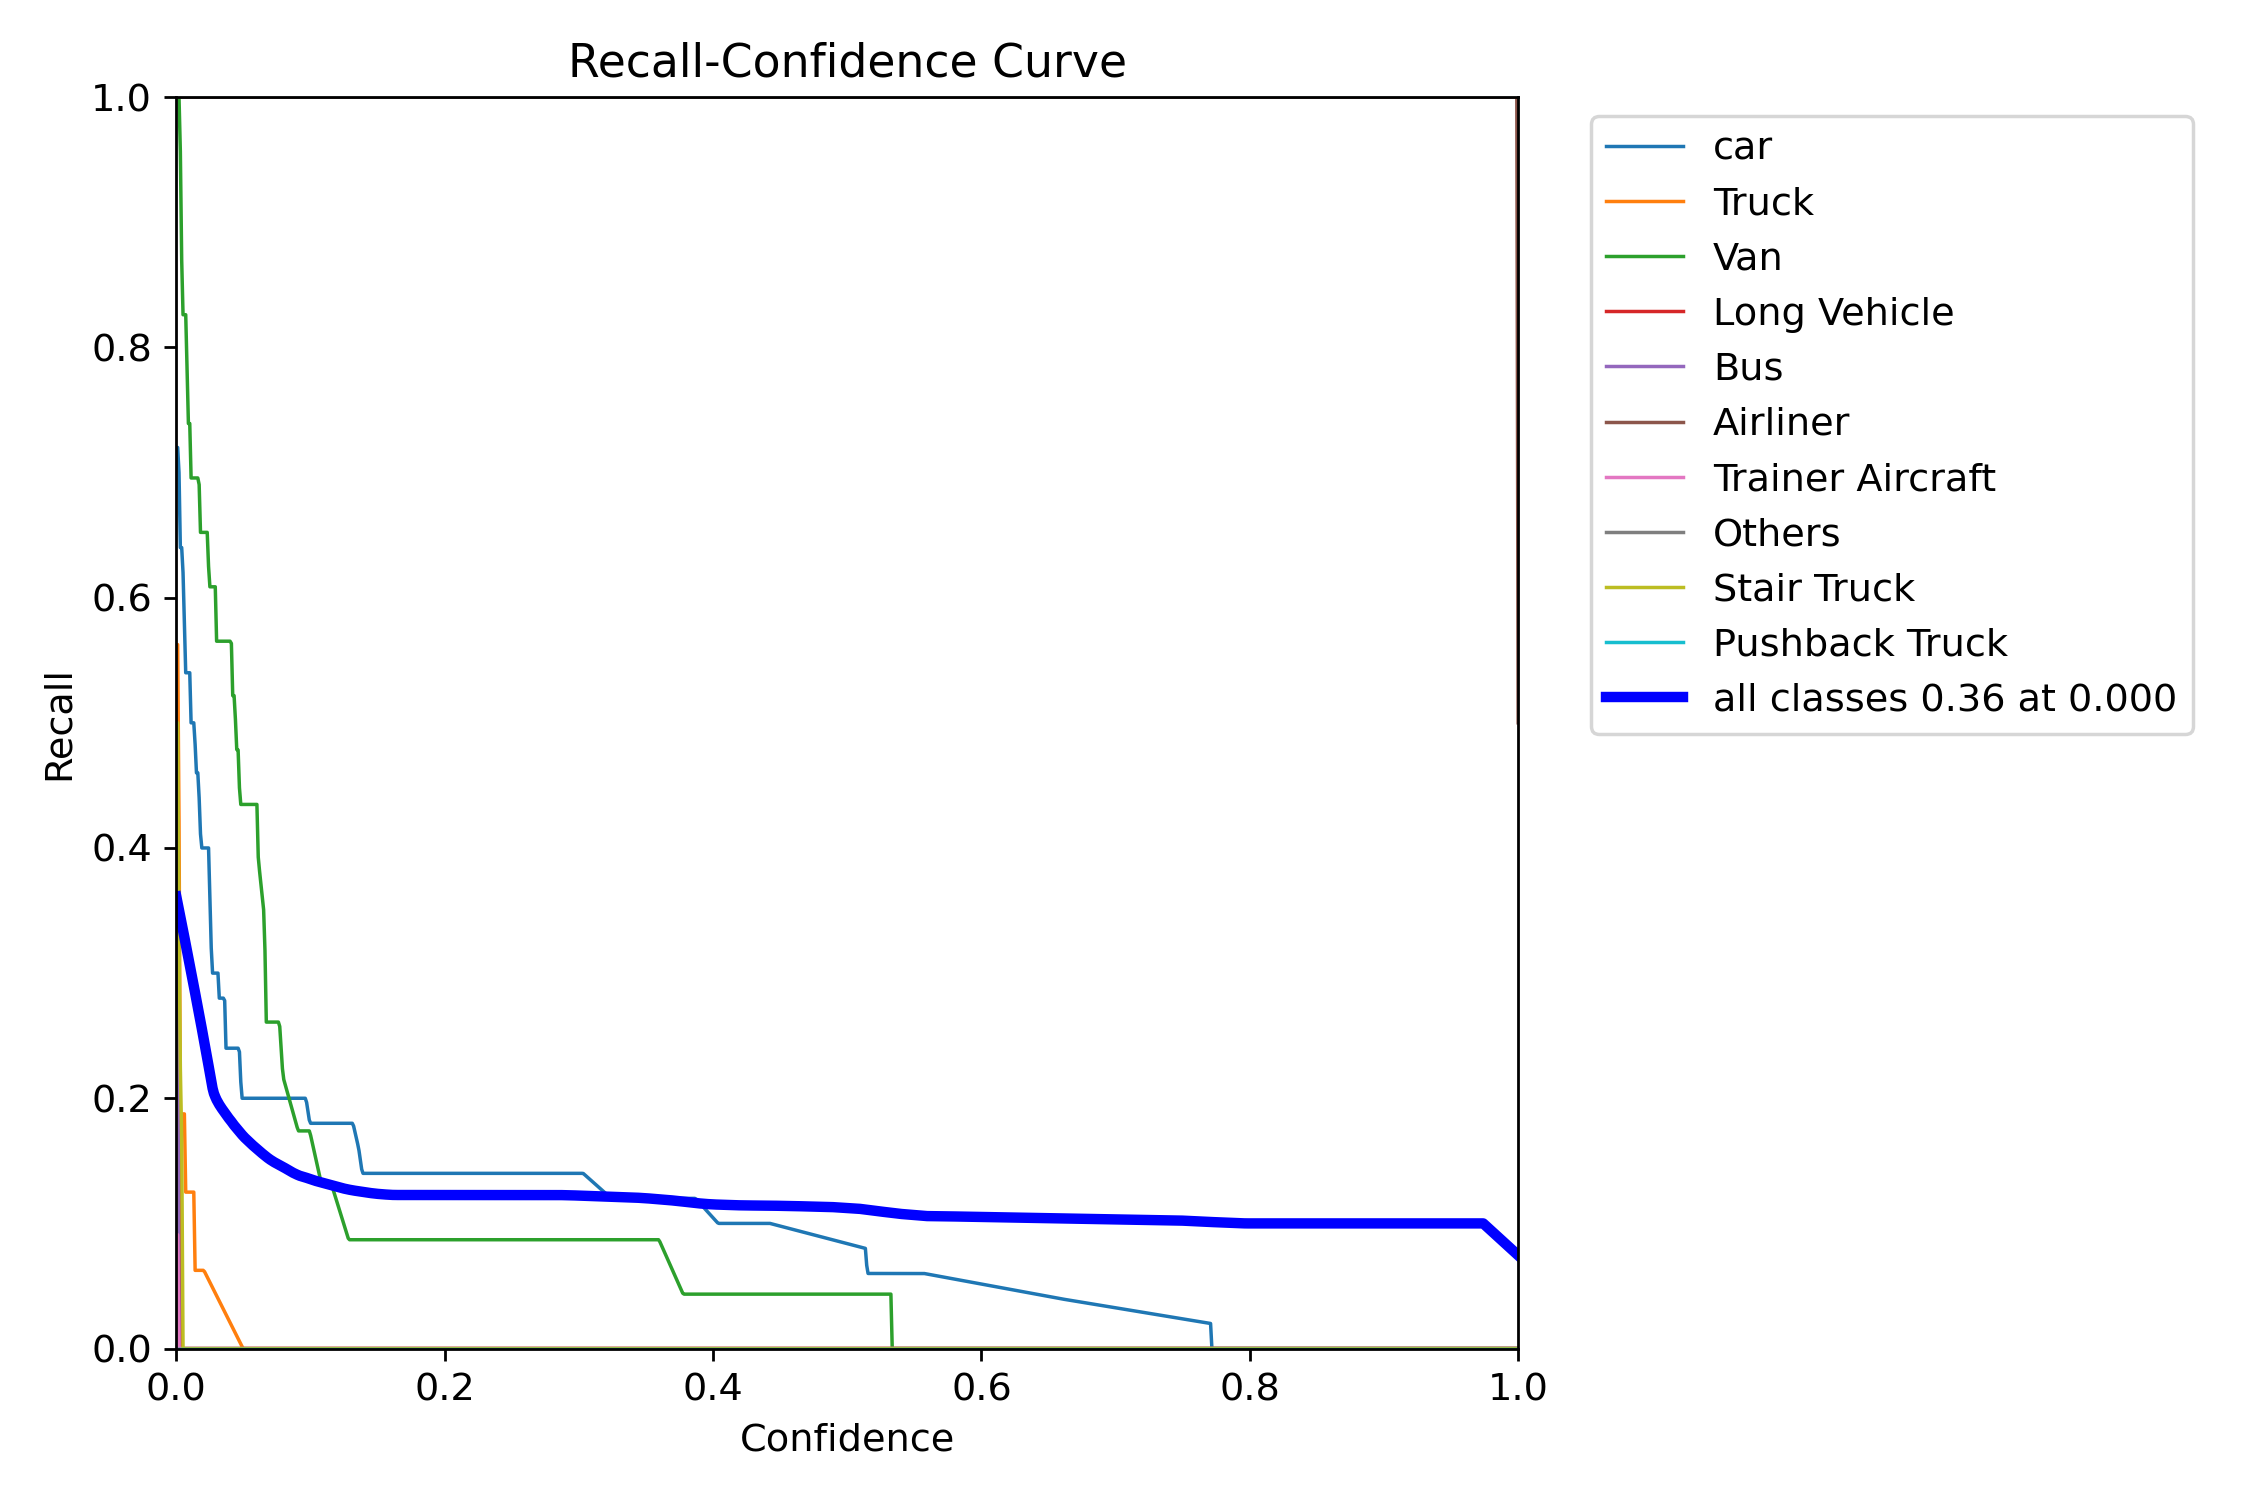 Recall-Confidence Curve
1.0
0.8
0.6
0.4
0.2
0.0
Recall
0.0 0.2 0.4 0.6 0.8 1.0
Confidence
car
Truck
Van
Long Vehicle
Bus
Airliner
Trainer Aircraft
Others
Stair Truck
Pushback Truck
all classes 0.36 at 0.000